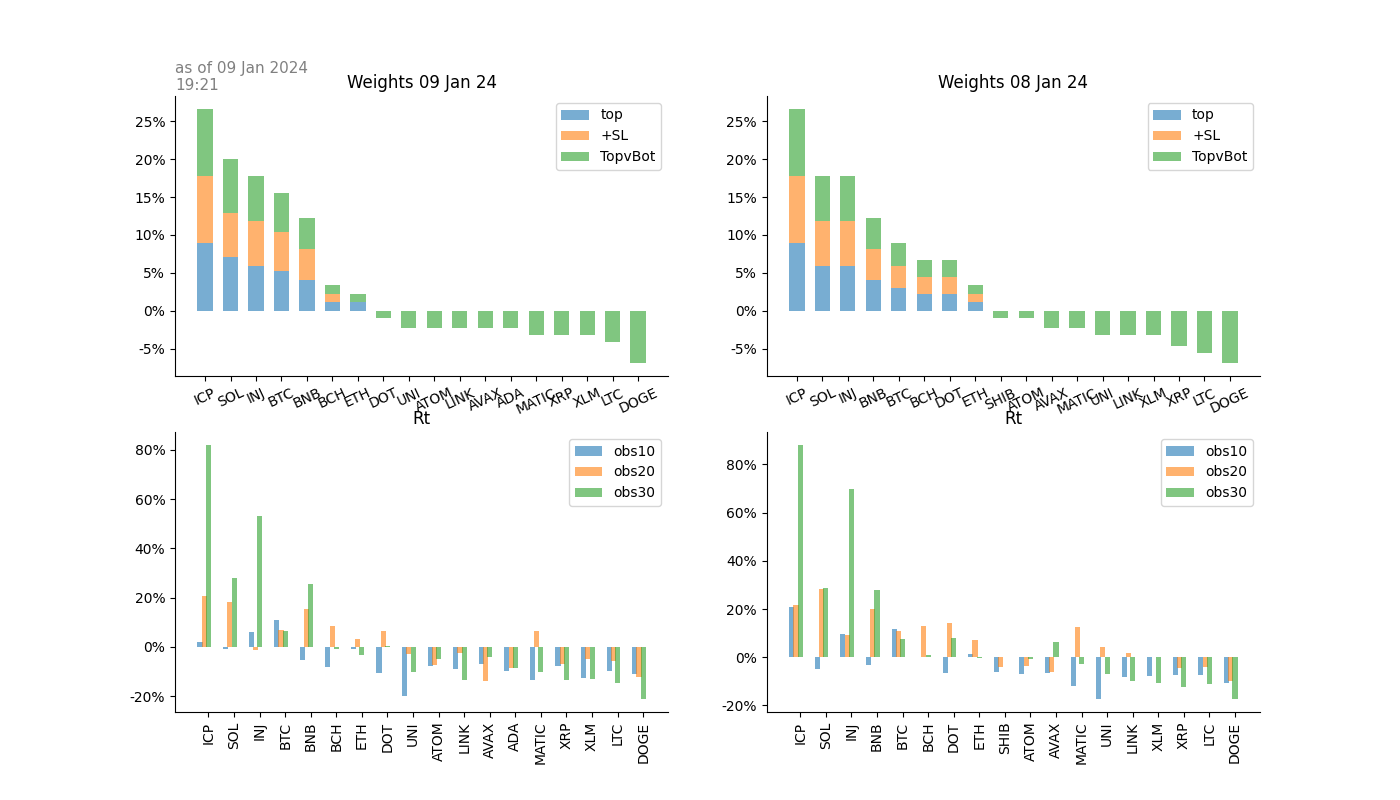 as of 09 Jan 2024
19:21
Weights 09 Jan 24
25%
20%
15%
10%
5%
0%
-5%
top
+SL
TopvBot
ICP SOL INJ BTC BNB BCH ETH DOT UNI ATOM LINK AVAX ADA MATIC XRP XLM LTC DOGE
Weights 08 Jan 24
25%
20%
15%
10%
5%
0%
-5%
top
+SL
TopvBot
ICP SOL INJ BNB BTC BCH DOT ETH SHIB ATOM AVAX MATIC UNI LINK XLM XRP LTC DOGE
Rt
80%
60%
40%
20%
0%
-20%
obs10
obs20
obs30
ICP SOL INJ BTC BNB BCH ETH DOT UNI ATOM LINK AVAX ADA MATIC XRP XLM LTC DOGE
Rt
80%
60%
40%
20%
0%
-20%
obs10
obs20
obs30
ICP SOL INJ BNB BTC BCH DOT ETH SHIB ATOM AVAX MATIC UNI LINK XLM XRP LTC DOGE